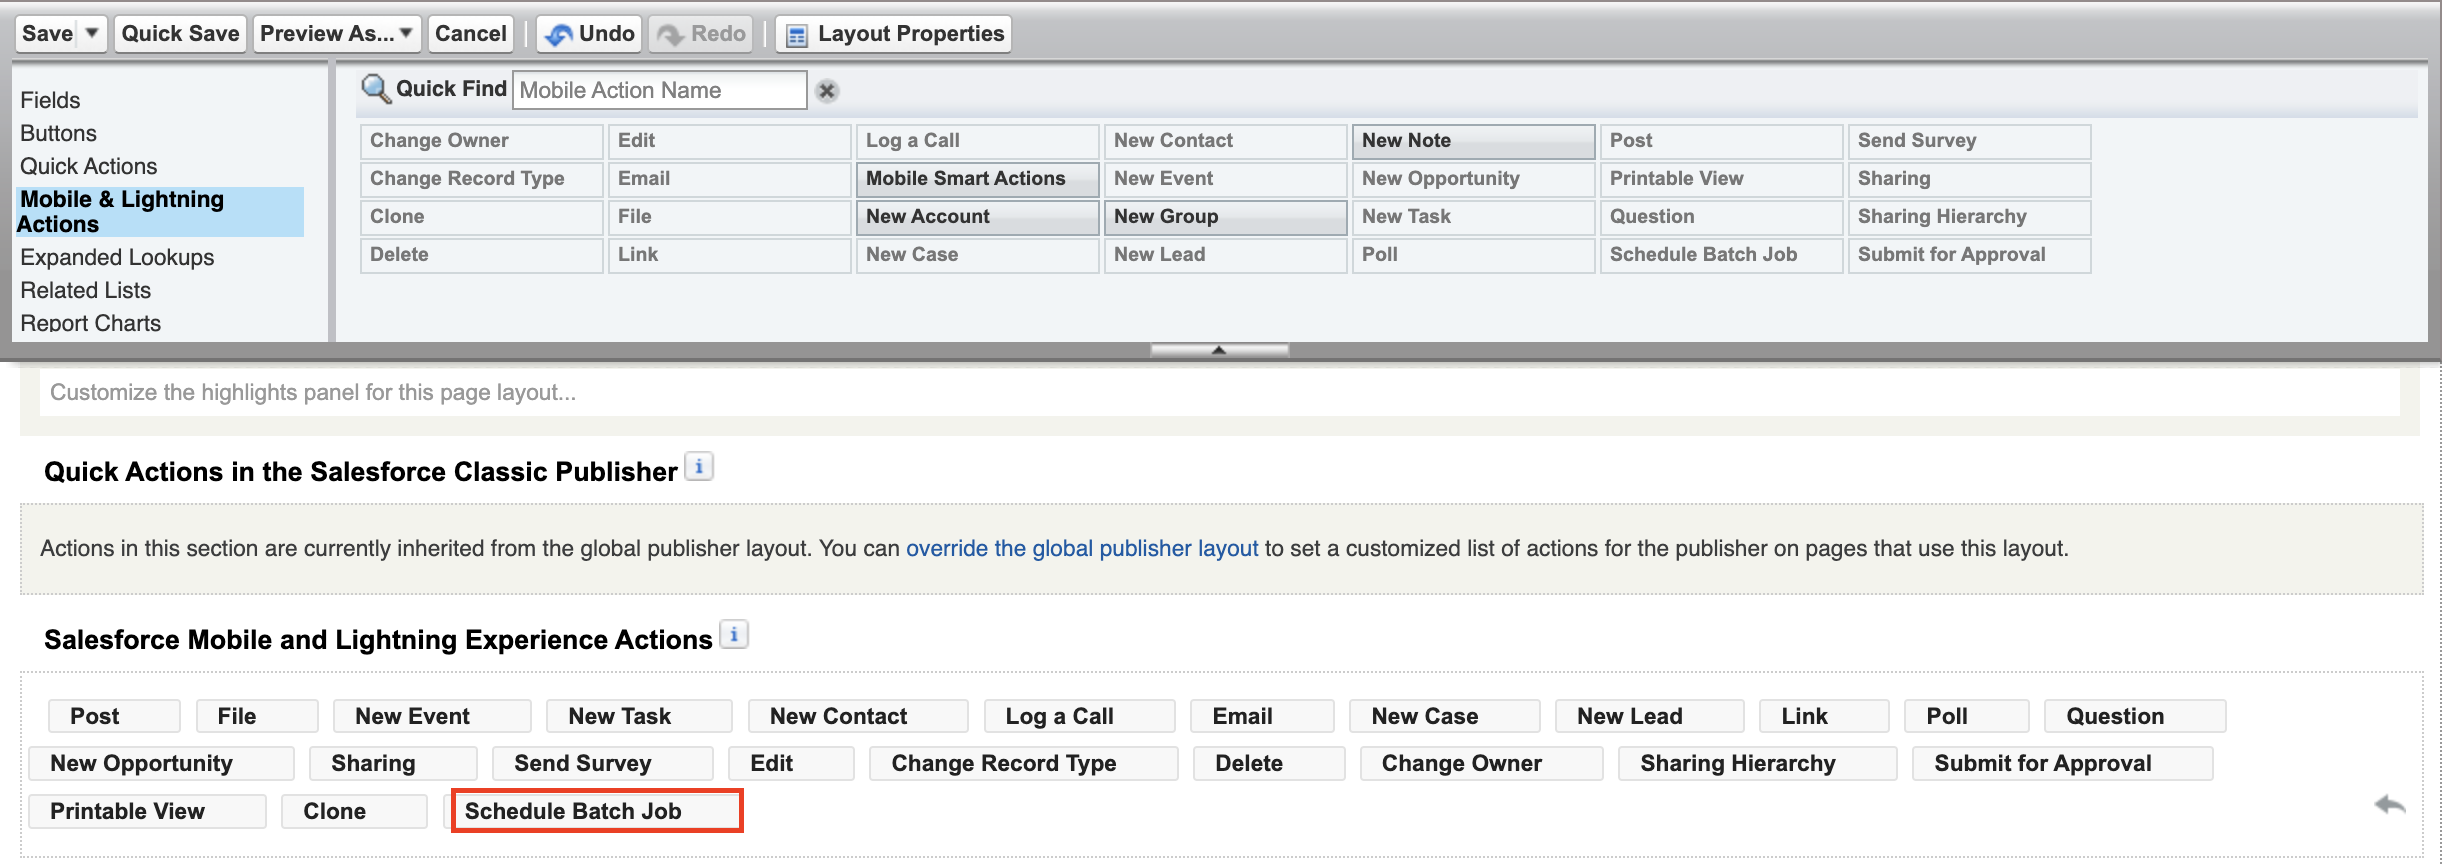 Save Quick Save Preview As... Cancel Undo Redo Layout Properties
Fields
Buttons
Quick Actions
Mobile & Lightning
Actions
Expanded Lookups
Related Lists
Report Charts
Quick Find Mobile Action Name
Change Owner Edit Log a Call New Contact New Note Post Send Survey
Change Record Type Email Mobile Smart Actions New Event New Opportunity Printable View Sharing
Clone File New Account New Group New Task Question Sharing Hierarchy
Delete Link New Case New Lead Poll Schedule Batch Job Submit for Approval
Customize the highlights panel for this page layout...
Quick Actions in the Salesforce Classic Publisher i
Actions in this section are currently inherited from the global publisher layout. You can override the global publisher layout to set a customized list of actions for the publisher on pages that use this layout.
Salesforce Mobile and Lightning Experience Actions i
Post File New Event New Task New Contact Log a Call Email New Case New Lead Link Poll Question
New Opportunity Sharing Send Survey Edit Change Record Type Delete Change Owner Sharing Hierarchy Submit for Approval
Printable View Clone Schedule Batch Job